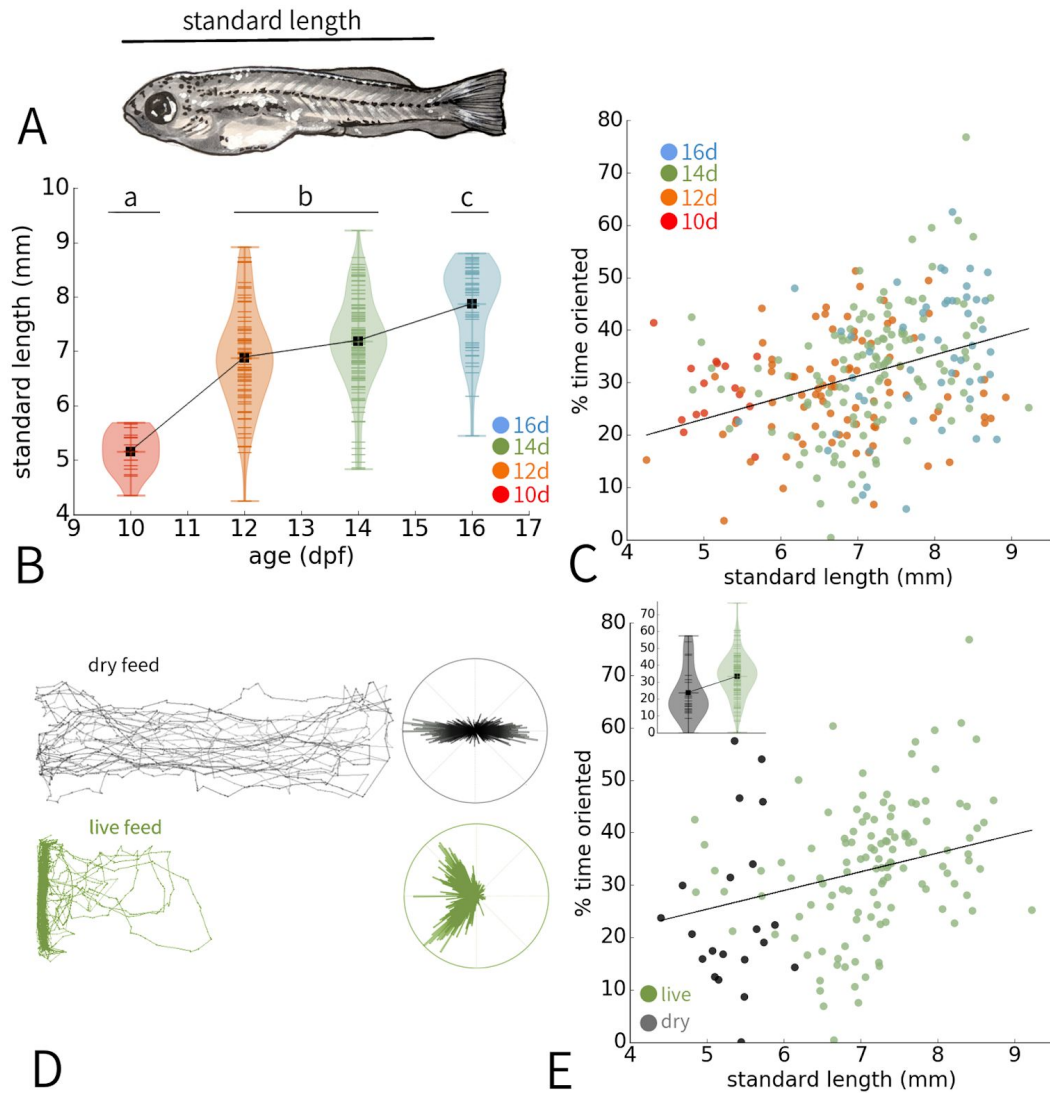 standard length
A
10
9
8
7
6
5
4
standard length (mm)
a
b
c
16d
14d
12d
10d
9
10
11
12
13
14
15
16
17
age (dpf)
B
80
70
60
50
40
30
20
10
0
% time oriented
16d
14d
12d
10d
4
5
6
7
8
9
standard length (mm)
C
dry feed
live feed
D
80
70
60
50
40
30
20
10
0
% time oriented
70
60
50
40
30
20
10
0
live
dry
4
5
6
7
8
9
standard length (mm)
E